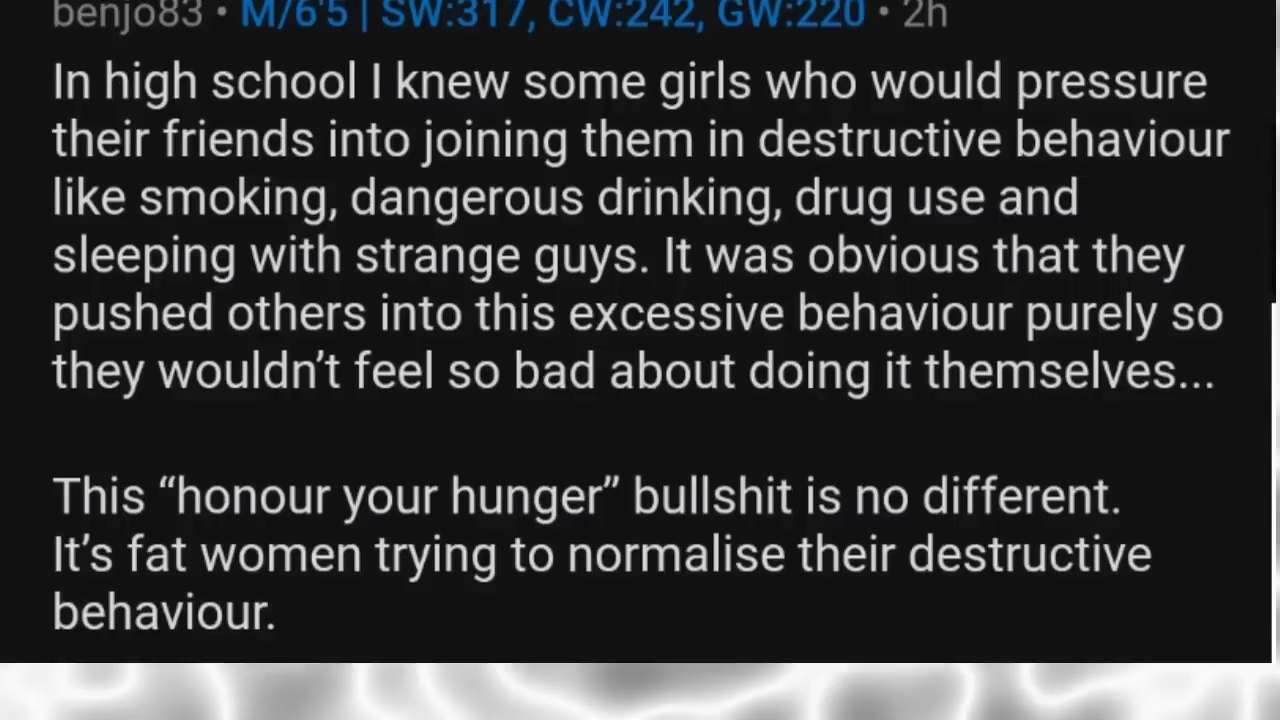 benjo83 • M/6'5 | SW:317, CW:242, GW:220 • 2h
In high school I knew some girls who would pressure
their friends into joining them in destructive behaviour
like smoking, dangerous drinking, drug use and
sleeping with strange guys. It was obvious that they
pushed others into this excessive behaviour purely so
they wouldn’t feel so bad about doing it themselves...
This “honour your hunger” bullshit is no different.
It’s fat women trying to normalise their destructive
behaviour.